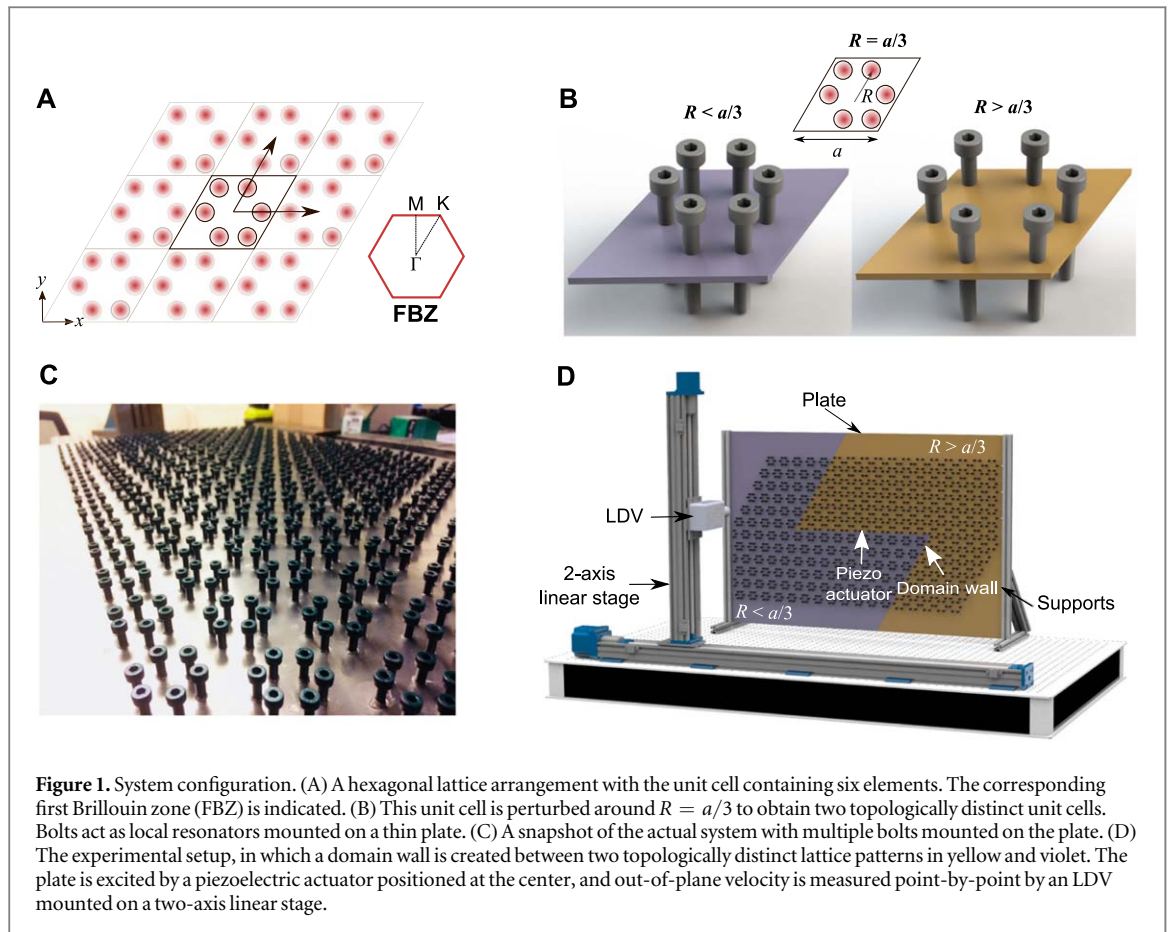 A
M
K
Γ
FBZ
y
x
B
R = a/3
R
a
R < a/3
R > a/3
C
D
Plate
R > a/3
LDV
2-axis
linear stage
Piezo
actuator
Domain wall
Supports
R < a/3
Figure 1. System configuration. (A) A hexagonal lattice arrangement with the unit cell containing six elements. The corresponding
first Brillouin zone (FBZ) is indicated. (B) This unit cell is perturbed around R = a/3 to obtain two topologically distinct unit cells.
Bolts act as local resonators mounted on a thin plate. (C) A snapshot of the actual system with multiple bolts mounted on the plate. (D)
The experimental setup, in which a domain wall is created between two topologically distinct lattice patterns in yellow and violet. The
plate is excited by a piezoelectric actuator positioned at the center, and out-of-plane velocity is measured point-by-point by an LDV
mounted on a two-axis linear stage.